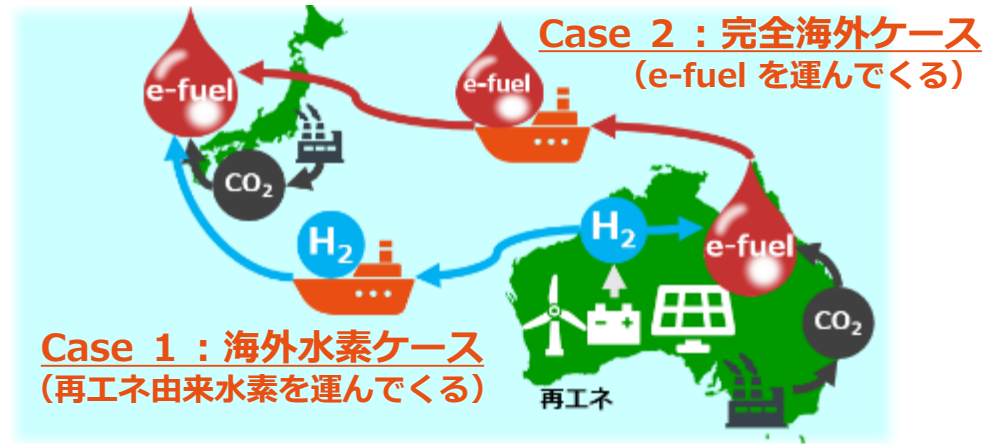 Case 2：完全海外ケース
（e-fuel を運んでくる）
e-fuel
e-fuel
CO₂
H₂
H₂
e-fuel
CO₂
Case 1：海外水素ケース
（再エネ由来水素を運んでくる）
再エネ